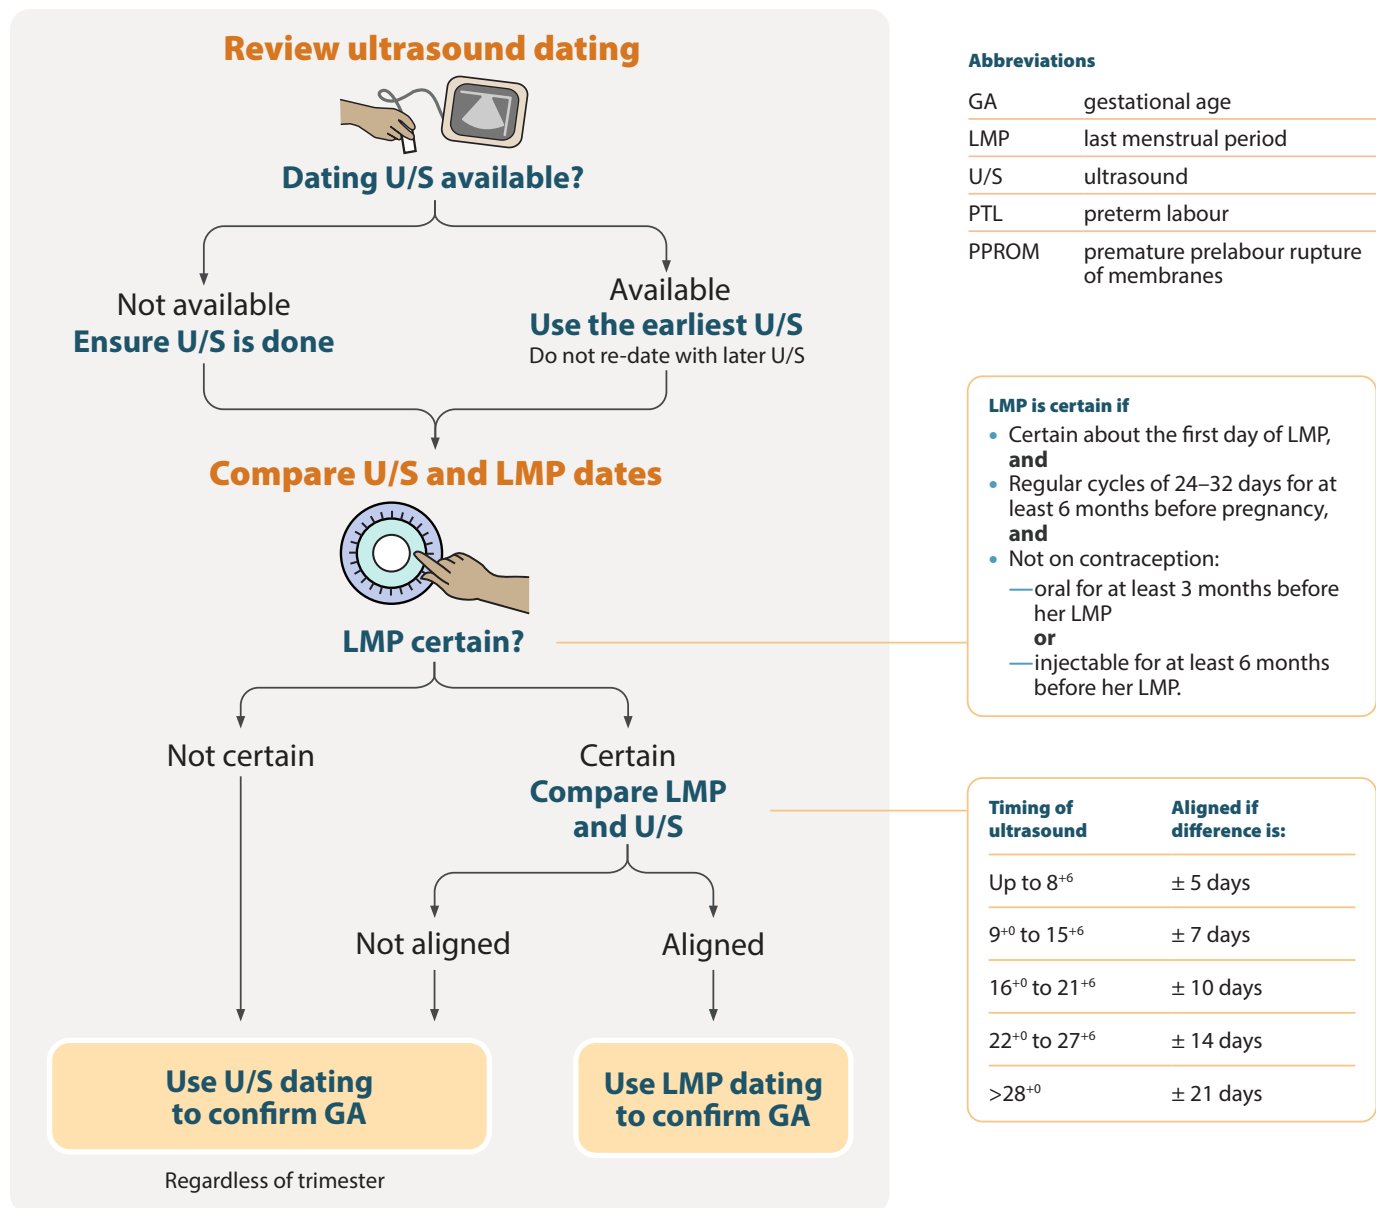 Review ultrasound dating
Dating U/S available?
Not available
Ensure U/S is done
Available
Use the earliest U/S
Do not re-date with later U/S
Compare U/S and LMP dates
LMP certain?
Not certain
Certain
Compare LMP
and U/S
Not aligned
Aligned
Use U/S dating
to confirm GA
Regardless of trimester
Use LMP dating
to confirm GA
Abbreviations
GA gestational age
LMP last menstrual period
U/S ultrasound
PTL preterm labour
PPROM premature prelabour rupture
of membranes
LMP is certain if
• Certain about the first day of LMP,
and
• Regular cycles of 24–32 days for at
least 6 months before pregnancy,
and
• Not on contraception:
—oral for at least 3 months before
her LMP
or
—injectable for at least 6 months
before her LMP.
Timing of Aligned if
ultrasound difference is:
Up to 8⁺⁶ ± 5 days
9⁺⁰ to 15⁺⁶ ± 7 days
16⁺⁰ to 21⁺⁶ ± 10 days
22⁺⁰ to 27⁺⁶ ± 14 days
>28⁺⁰ ± 21 days